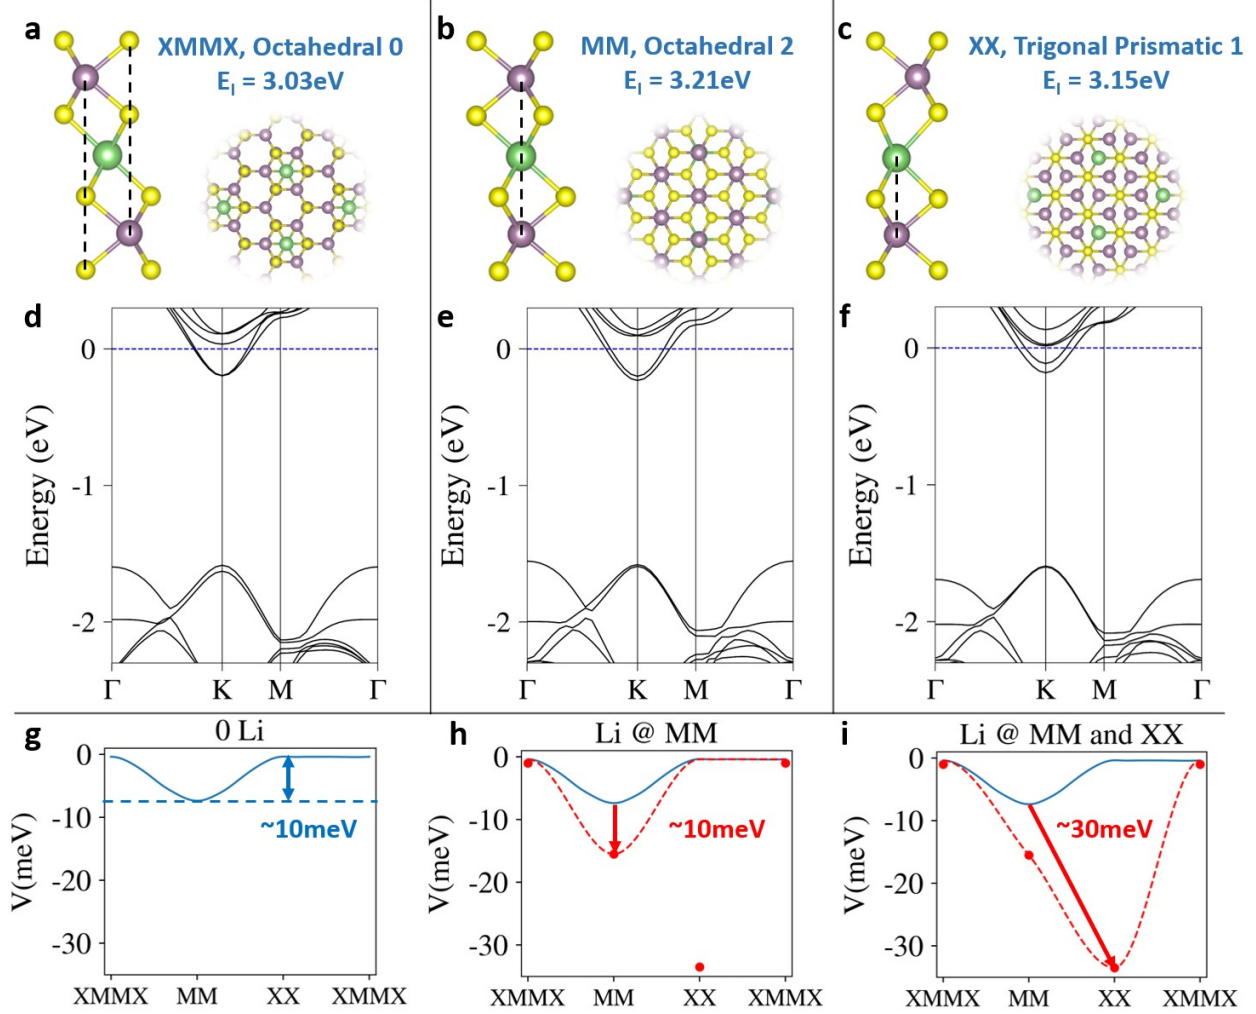 a
XMMX, Octahedral 0
E_I = 3.03eV
b
MM, Octahedral 2
E_I = 3.21eV
c
XX, Trigonal Prismatic 1
E_I = 3.15eV
d
Energy (eV)
0
-1
-2
Γ K M Γ
e
Energy (eV)
0
-1
-2
Γ K M Γ
f
Energy (eV)
0
-1
-2
Γ K M Γ
g
0 Li
V(meV)
0
-10
-20
-30
~10meV
XMMX MM XX XMMX
h
Li @ MM
V(meV)
0
-10
-20
-30
~10meV
XMMX MM XX XMMX
i
Li @ MM and XX
V(meV)
0
-10
-20
-30
~30meV
XMMX MM XX XMMX